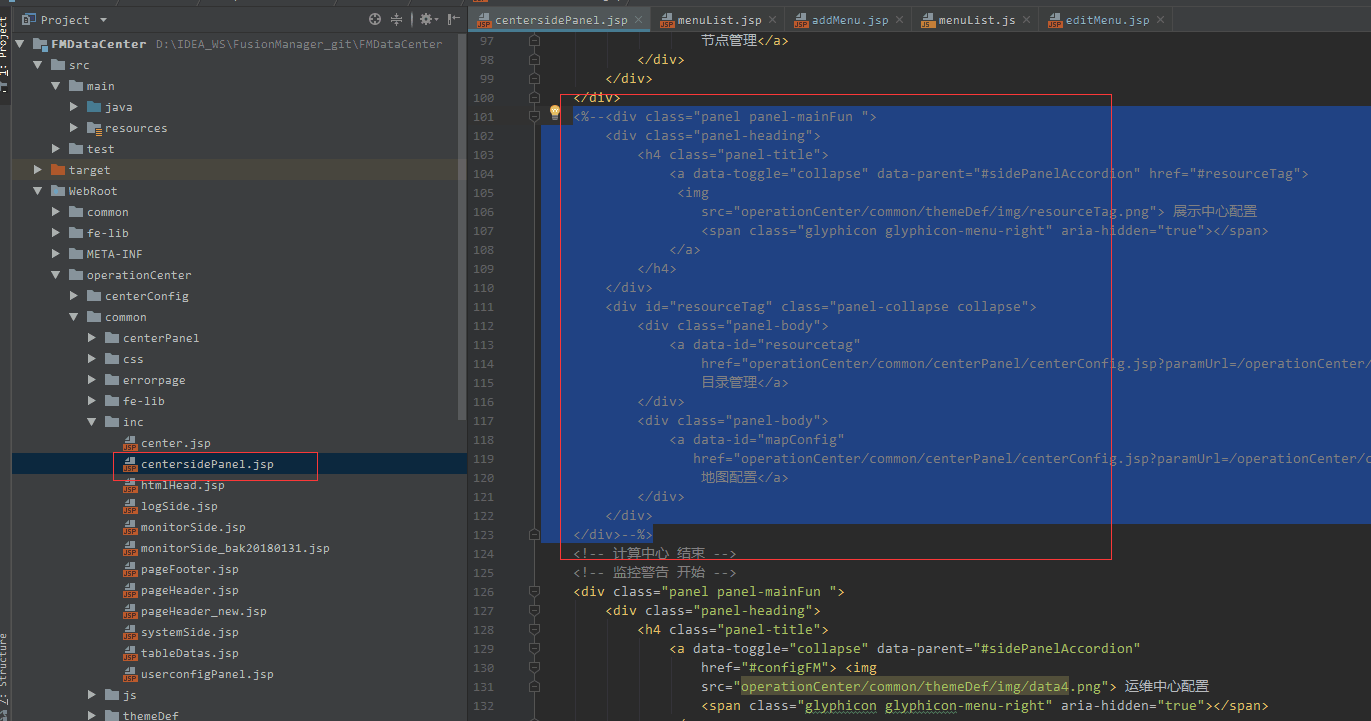 Project
FMDataCenter D:\IDEA_WS\FusionManager_git\FMDataCenter
src
main
java
resources
test
target
WebRoot
common
fe-lib
META-INF
operationCenter
centerConfig
common
centerPanel
css
errorpage
fe-lib
inc
center.jsp
centersidePanel.jsp
htmlHead.jsp
logSide.jsp
monitorSide.jsp
monitorSide_bak20180131.jsp
pageFooter.jsp
pageHeader.jsp
pageHeader_new.jsp
systemSide.jsp
tableDatas.jsp
userconfigPanel.jsp
js
themeDef
1: Project
Z: Structure
centersidePanel.jsp menuList.jsp addMenu.jsp menuList.js editMenu.jsp
97 节点管理</a>
98 </div>
99 </div>
100 </div>
101 <%--<div class="panel panel-mainFun ">
102 <div class="panel-heading">
103 <h4 class="panel-title">
104 <a data-toggle="collapse" data-parent="#sidePanelAccordion" href="#resourceTag">
105 <img
106 src="operationCenter/common/themeDef/img/resourceTag.png"> 展示中心配置
107 <span class="glyphicon glyphicon-menu-right" aria-hidden="true"></span>
108 </a>
109 </h4>
110 </div>
111 <div id="resourceTag" class="panel-collapse collapse">
112 <div class="panel-body">
113 <a data-id="resourcetag"
114 href="operationCenter/common/centerPanel/centerConfig.jsp?paramUrl=/operationCenter/
115 目录管理</a>
116 </div>
117 <div class="panel-body">
118 <a data-id="mapConfig"
119 href="operationCenter/common/centerPanel/centerConfig.jsp?paramUrl=/operationCenter/c
120 地图配置</a>
121 </div>
122 </div>
123 </div>--%>
124 <!-- 计算中心 结束 -->
125 <!-- 监控警告 开始 -->
126 <div class="panel panel-mainFun ">
127 <div class="panel-heading">
128 <h4 class="panel-title">
129 <a data-toggle="collapse" data-parent="#sidePanelAccordion"
130 href="#configFM"> <img
131 src="operationCenter/common/themeDef/img/data4.png"> 运维中心配置
132 <span class="glyphicon glyphicon-menu-right" aria-hidden="true"></span>